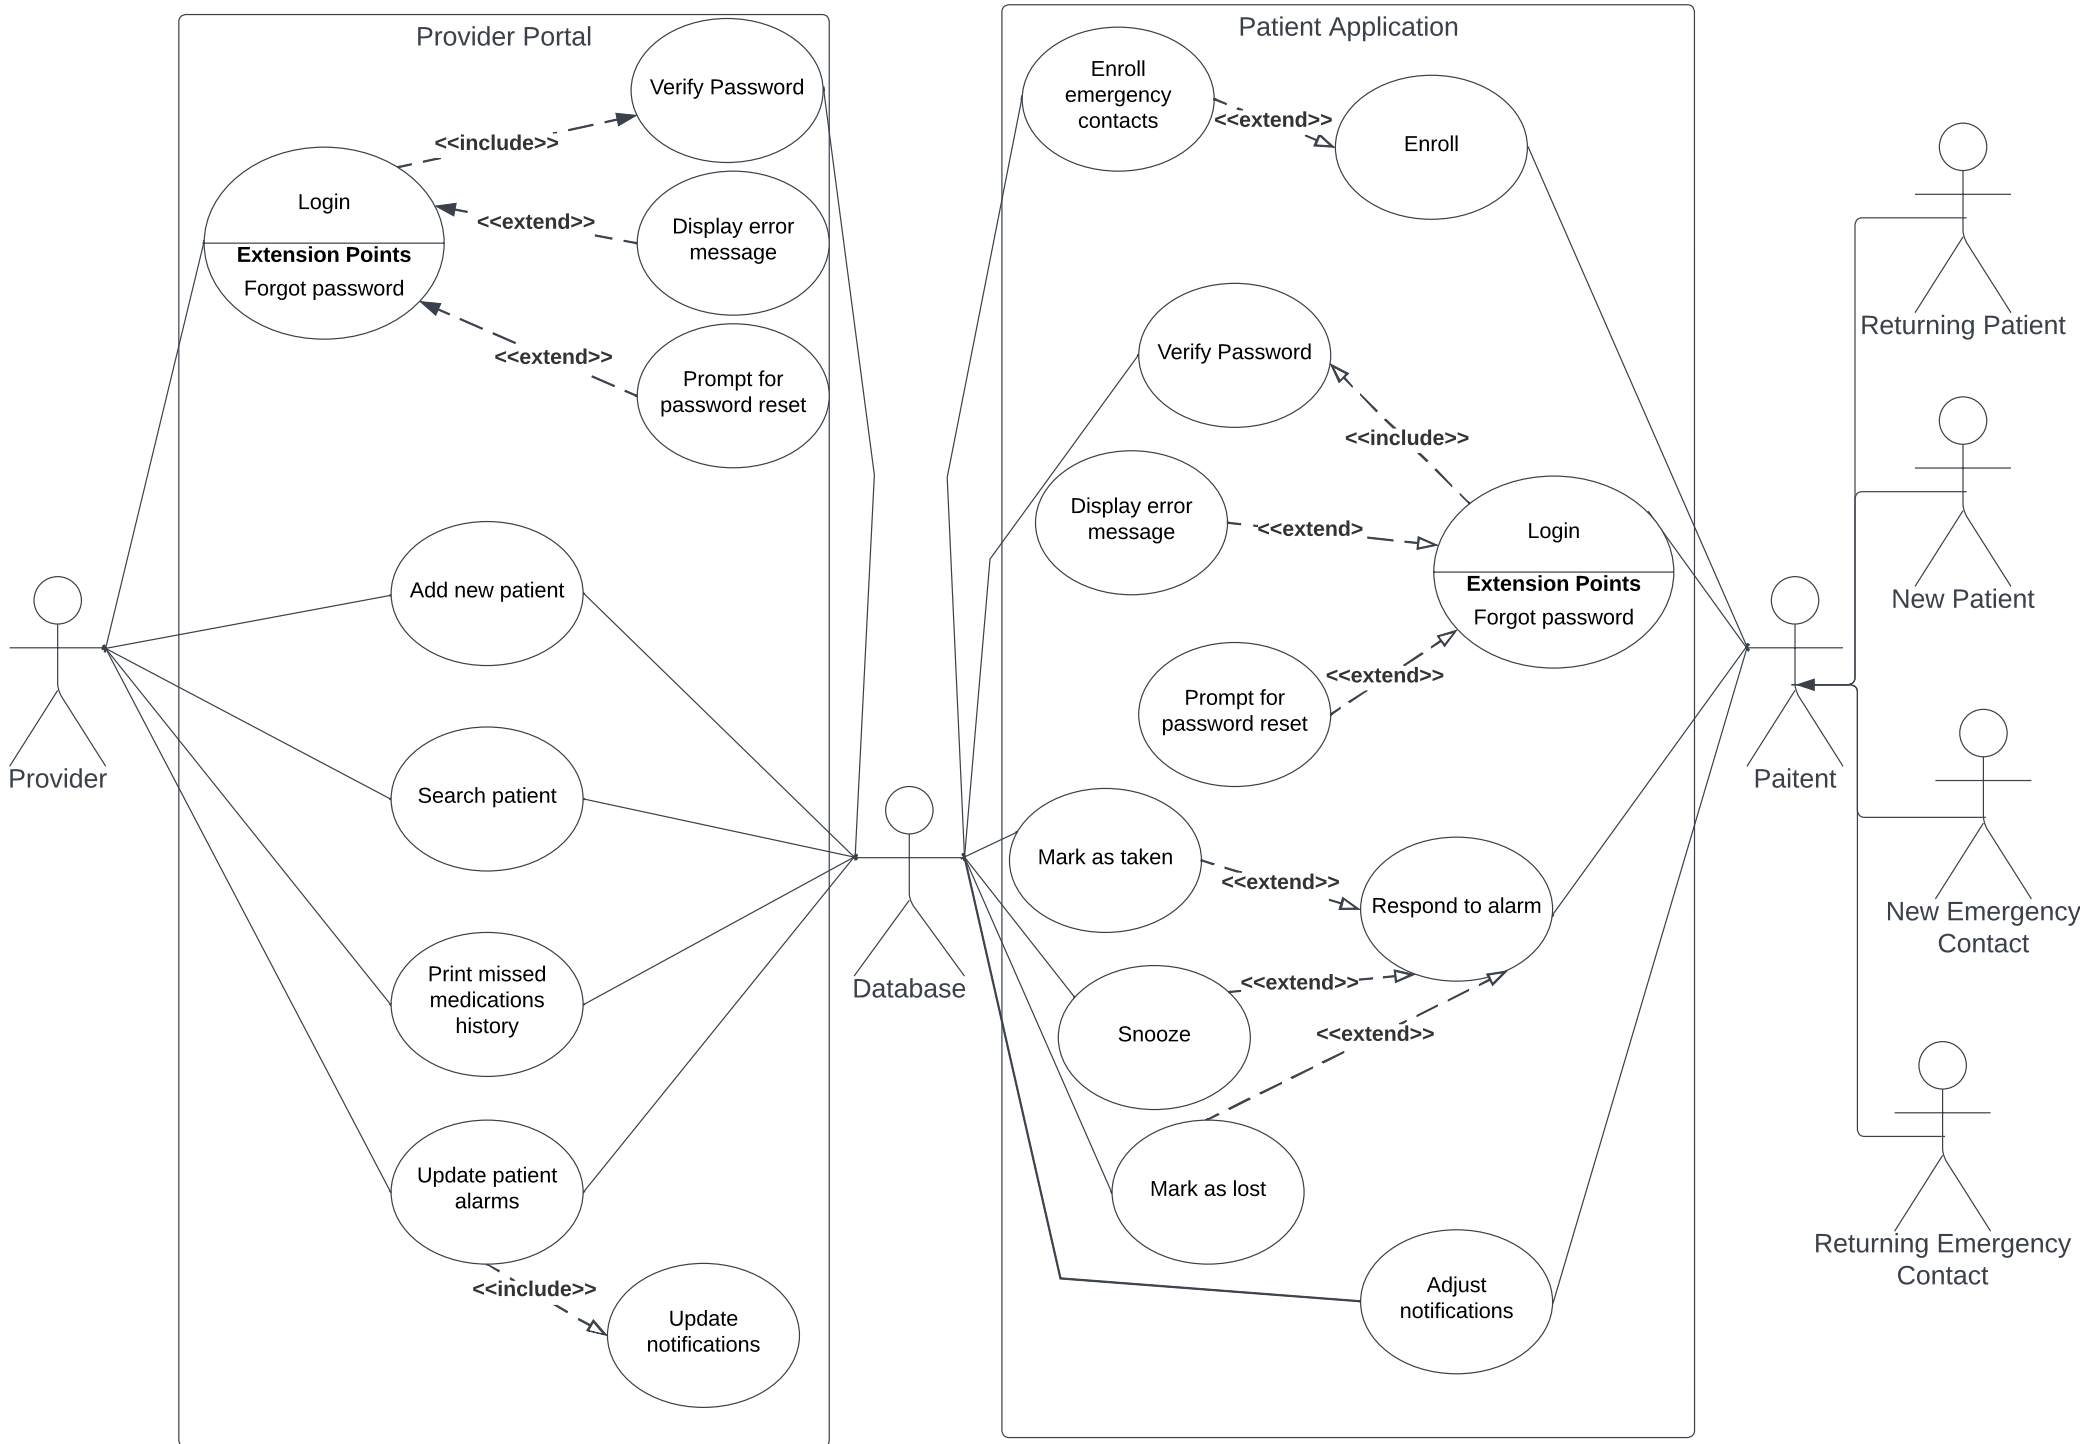 Provider Portal
Verify Password
<<include>>
Login
Extension Points
Forgot password
<<extend>>
Display error
message
<<extend>>
Prompt for
password reset
Add new patient
Search patient
Print missed
medications
history
Update patient
alarms
<<include>>
Update
notifications
Provider
Database
Patient Application
Enroll
emergency
contacts
<<extend>>
Enroll
Verify Password
<<include>>
Display error
message
<<extend>
Login
Extension Points
Forgot password
<<extend>>
Prompt for
password reset
Mark as taken
<<extend>>
Respond to alarm
Snooze
<<extend>>
<<extend>>
Mark as lost
Adjust
notifications
Paitent
Returning Patient
New Patient
New Emergency
Contact
Returning Emergency
Contact